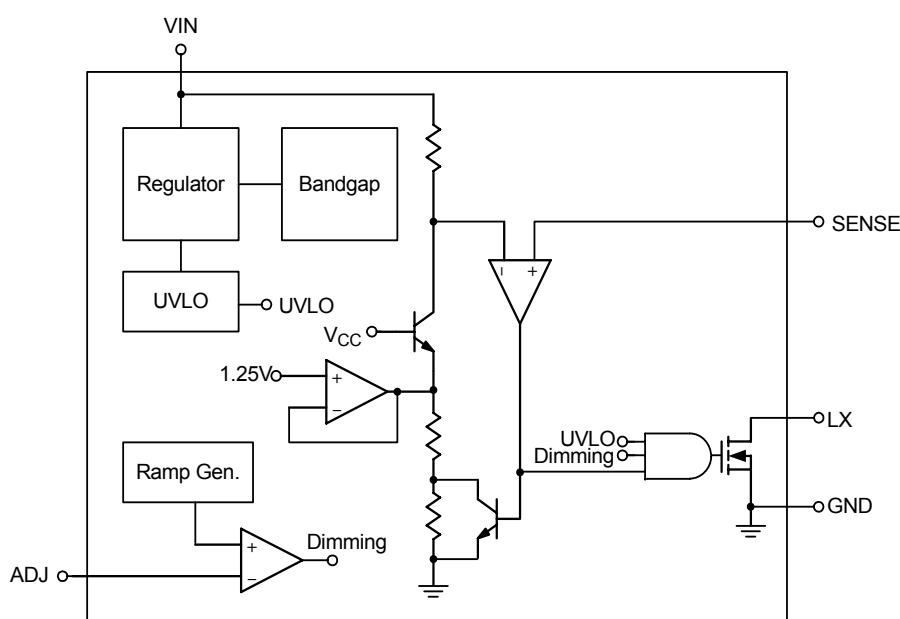 VIN
Regulator
Bandgap
SENSE
UVLO
UVLO
VCC
1.25V
+
−
−
+
LX
UVLO
Dimming
Ramp Gen.
GND
Dimming
+
−
ADJ